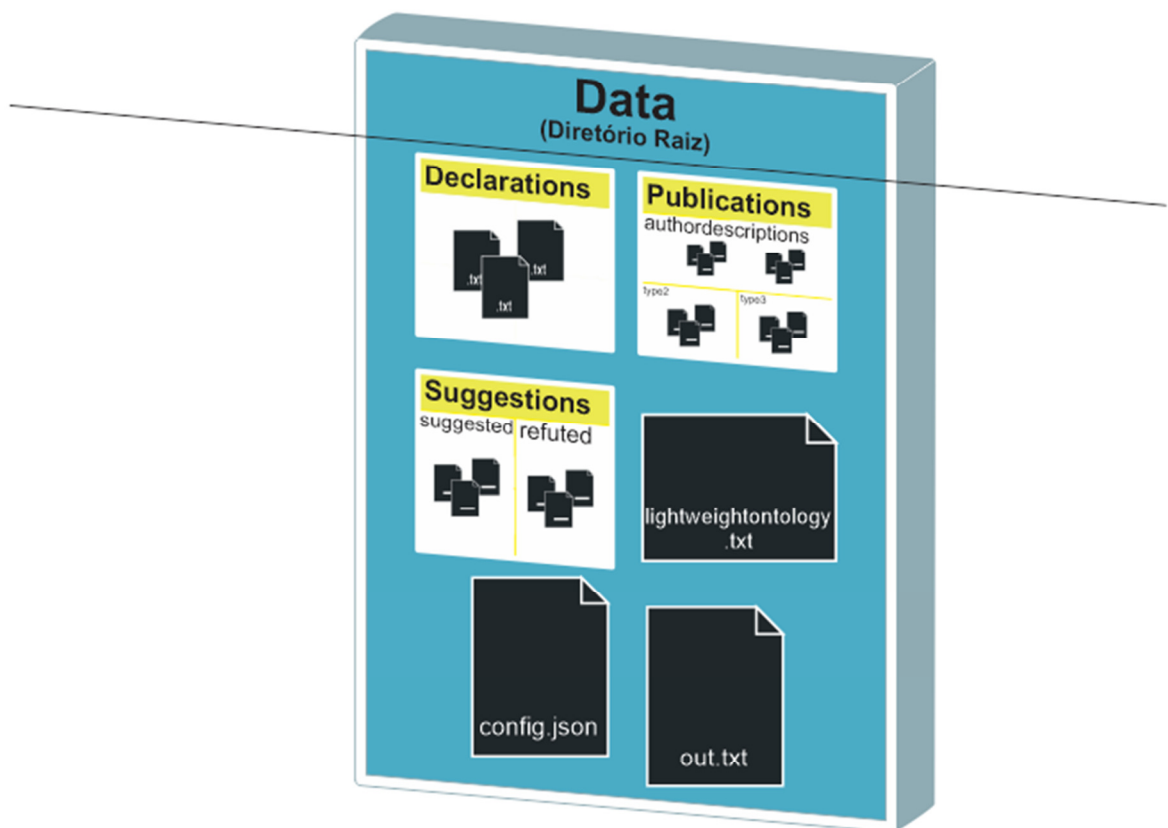 Data
(Diretório Raiz)
Declarations
.txt
.txt
.txt
Publications
authordescriptions
type2
type3
Suggestions
suggested
refuted
lightweightontology
.txt
config.json
out.txt